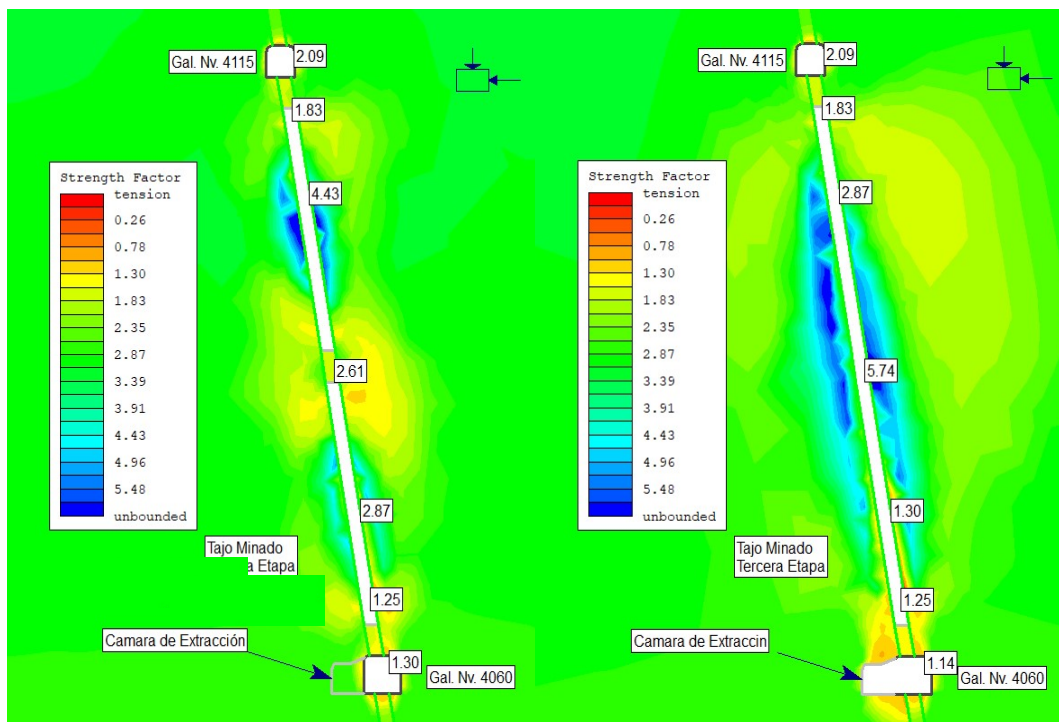 Gal. Nv. 4115
2.09
1.83
4.43
2.61
2.87
1.25
1.30
Strength Factor
tension
0.26
0.78
1.30
1.83
2.35
2.87
3.39
3.91
4.43
4.96
5.48
unbounded
Tajo Minado
a Etapa
Camara de Extracción
Gal. Nv. 4060
Gal. Nv. 4115
2.09
1.83
2.87
5.74
1.30
1.25
1.14
Strength Factor
tension
0.26
0.78
1.30
1.83
2.35
2.87
3.39
3.91
4.43
4.96
5.48
unbounded
Tajo Minado
Tercera Etapa
Camara de Extraccin
Gal. Nv. 4060